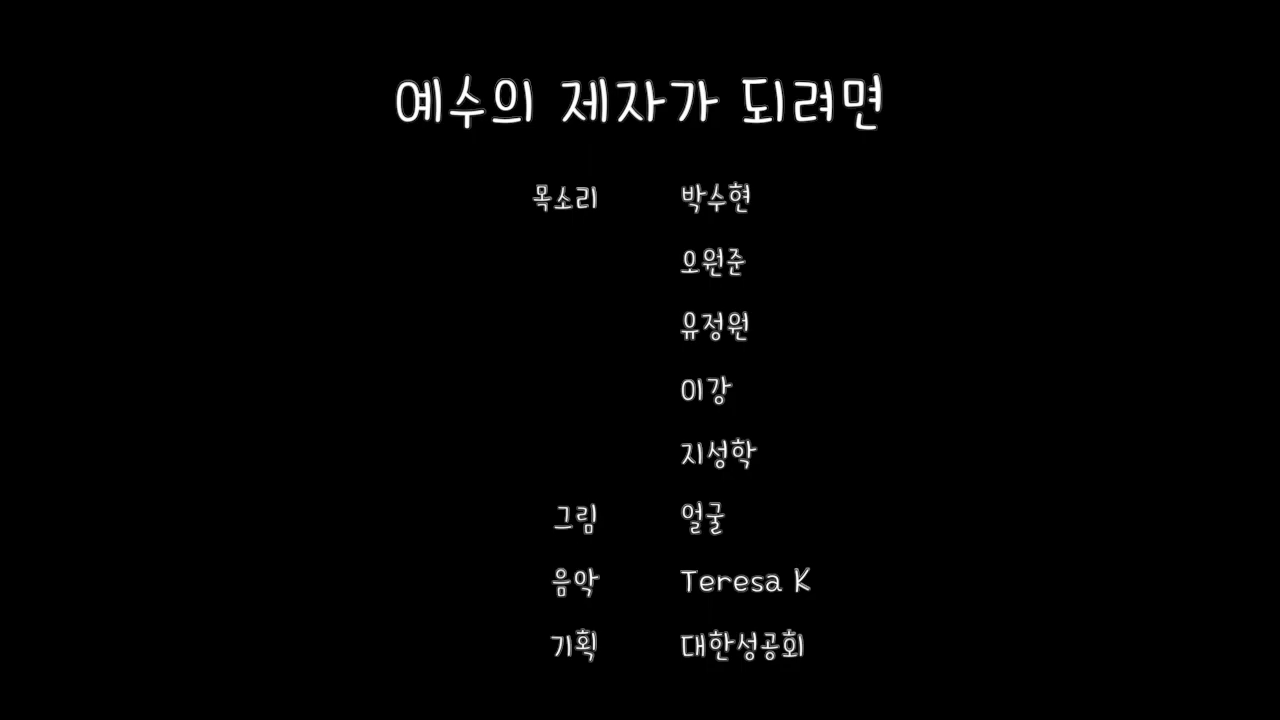 예수의 제자가 되려면
목소리 박수현
오원준
유정원
이강
지성학
그림 얼굴
음악 Teresa K
기획 대한성공회